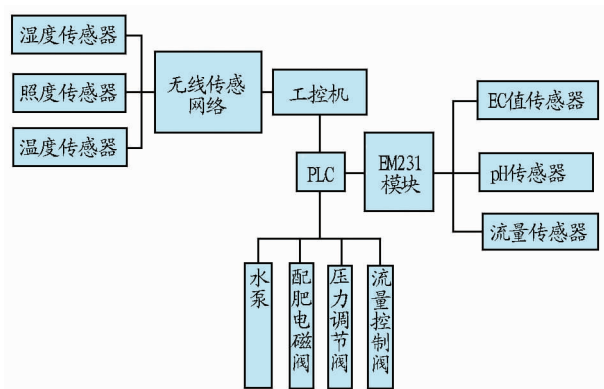 湿度传感器
照度传感器
温度传感器
无线传感
网络
工控机
PLC
EM231
模块
EC值传感器
pH传感器
流量传感器
水泵
配肥电磁阀
压力调节阀
流量控制阀